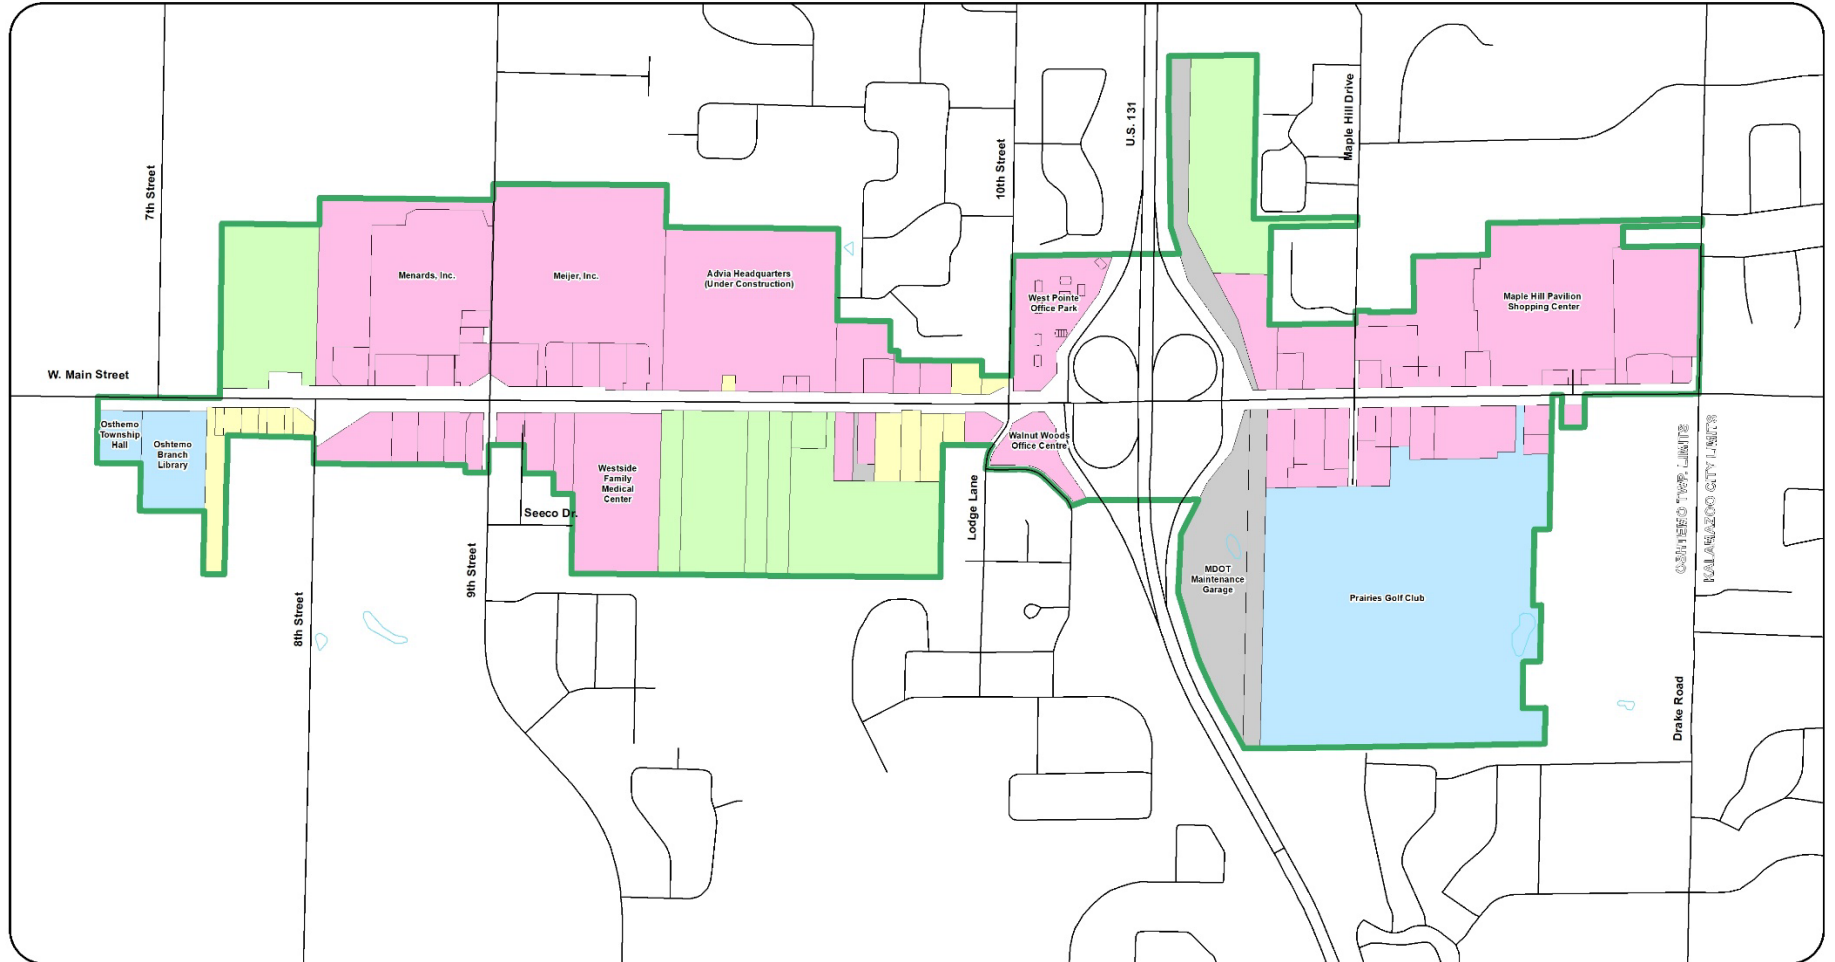 7th Street
10th Street
U.S. 131
Maple Hill Drive
Menards, Inc.
Meijer, Inc.
Advia Headquarters
(Under Construction)
West Pointe
Office Park
Maple Hill Pavilion
Shopping Center
W. Main Street
Oshtemo
Township
Hall
Oshtemo
Branch
Library
Westside
Family
Medical
Center
Seeco Dr.
Walnut Woods
Office Centre
Lodge Lane
9th Street
8th Street
MDOT
Maintenance
Garage
Prairies Golf Club
OSHTEMO TWP. LIMITS
KALAMAZOO CITY LIMITS
Drake Road